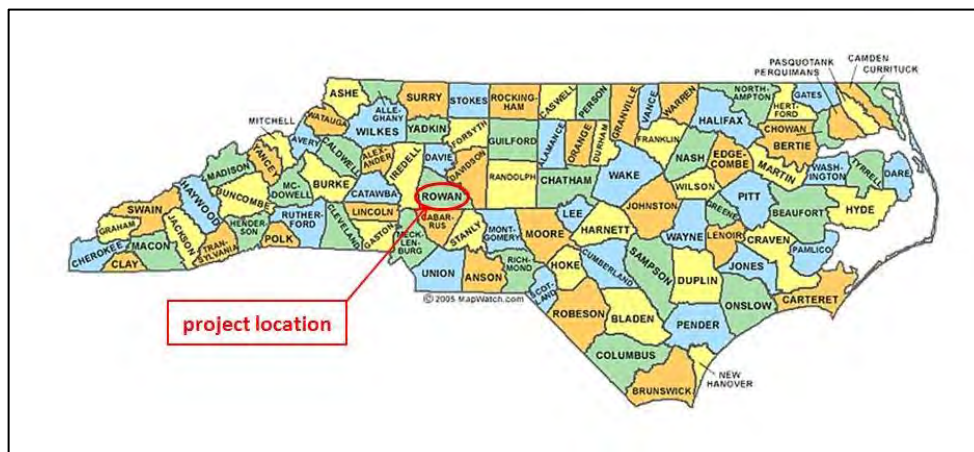 PASQUOTANK
PERQUIMANS
CAMDEN
CURRITUCK
ASHE
ALLE-
GHANY
SURRY
STOKES
ROCKING-
HAM
CASWELL
PERSON
GRANVILLE
VANCE
WARREN
NORTH-
AMPTON
HERT-
FORD
GATES
MITCHELL
WATAUGA
WILKES
YADKIN
FORSYTH
GUILFORD
ALAMANCE
ORANGE
DURHAM
FRANKLIN
HALIFAX
CHOWAN
BERTIE
AVERY
YANCEY
CALDWELL
ALEX-
ANDER
IREDELL
DAVIE
DAVIDSON
RANDOLPH
CHATHAM
WAKE
NASH
EDGE-
COMBE
MARTIN
WASH-
INGTON
TYRRELL
DARE
MADISON
BUNCOMBE
MC-
DOWELL
BURKE
CATAWBA
ROWAN
WILSON
PITT
BEAUFORT
HYDE
SWAIN
HAYWOOD
GRAHAM
JACKSON
HENDER
SON
RUTHER-
FORD
CLEVELAND
LINCOLN
GASTON
MECK
LEN-
BURG
CABAR-
RUS
STANLY
MONT-
GOMERY
MOORE
LEE
HARNETT
JOHNSTON
WAYNE
GREENE
LENOIR
CRAVEN
PAMLICO
CHEROKEE
CLAY
MACON
TRAN-
SYLVANIA
POLK
UNION
ANSON
RICH-
MOND
SCOT-
LAND
HOKE
CUMBERLAND
SAMPSON
DUPLIN
JONES
CARTERET
© 2005 MapWatch.com
ROBESON
BLADEN
PENDER
ONSLOW
project location
COLUMBUS
BRUNSWICK
NEW
HANOVER